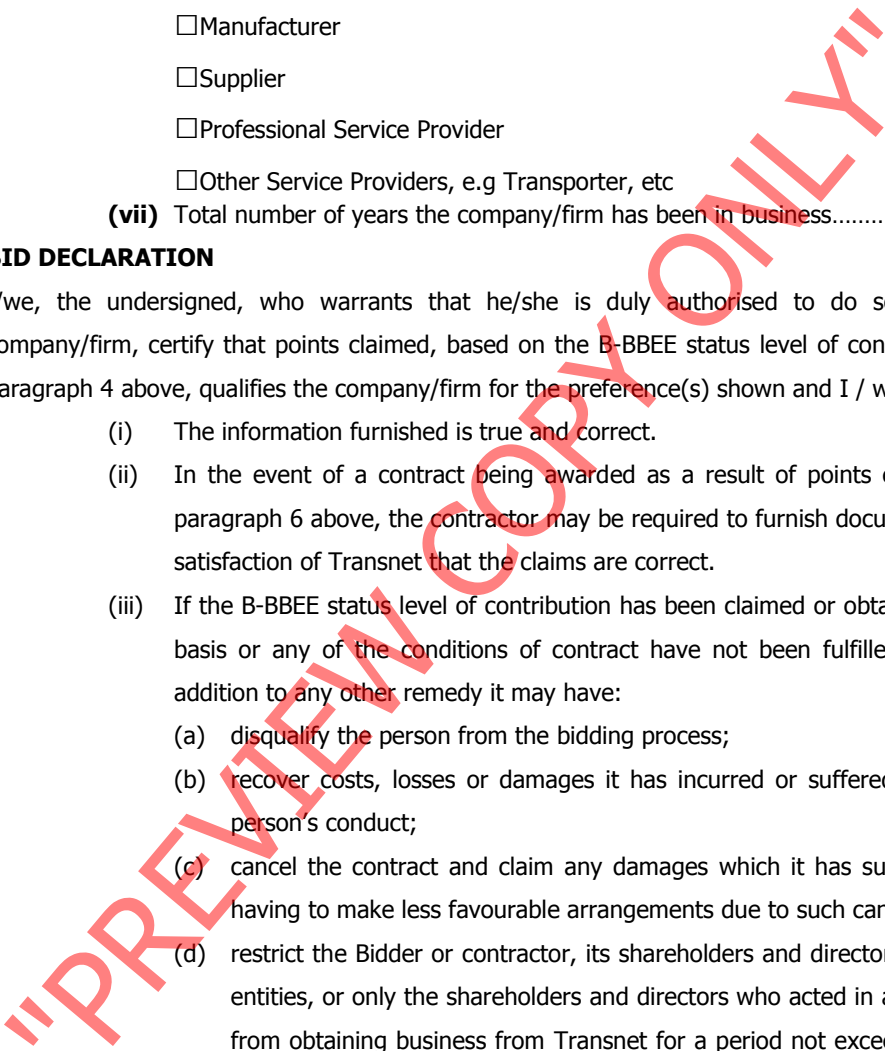 ☐Manufacturer
☐Supplier
☐Professional Service Provider
☐Other Service Providers, e.g Transporter, etc
(vii) Total number of years the company/firm has been in business………
BID DECLARATION
I/we, the undersigned, who warrants that he/she is duly authorised to do
company/firm, certify that points claimed, based on the B-BBEE status level of
paragraph 4 above, qualifies the company/firm for the preference(s) shown and I /
(i) The information furnished is true and correct.
(ii) In the event of a contract being awarded as a result of points
paragraph 6 above, the contractor may be required to furnish
satisfaction of Transnet that the claims are correct.
(iii) If the B-BBEE status level of contribution has been claimed or
basis or any of the conditions of contract have not been
addition to any other remedy it may have:
(a) disqualify the person from the bidding process;
(b) recover costs, losses or damages it has incurred or suffered
person's conduct;
(c) cancel the contract and claim any damages which it has
having to make less favourable arrangements due to such
(d) restrict the Bidder or contractor, its shareholders and
entities, or only the shareholders and directors who acted in
from obtaining business from Transnet for a period not
"PREVIEW COPY ONLY"